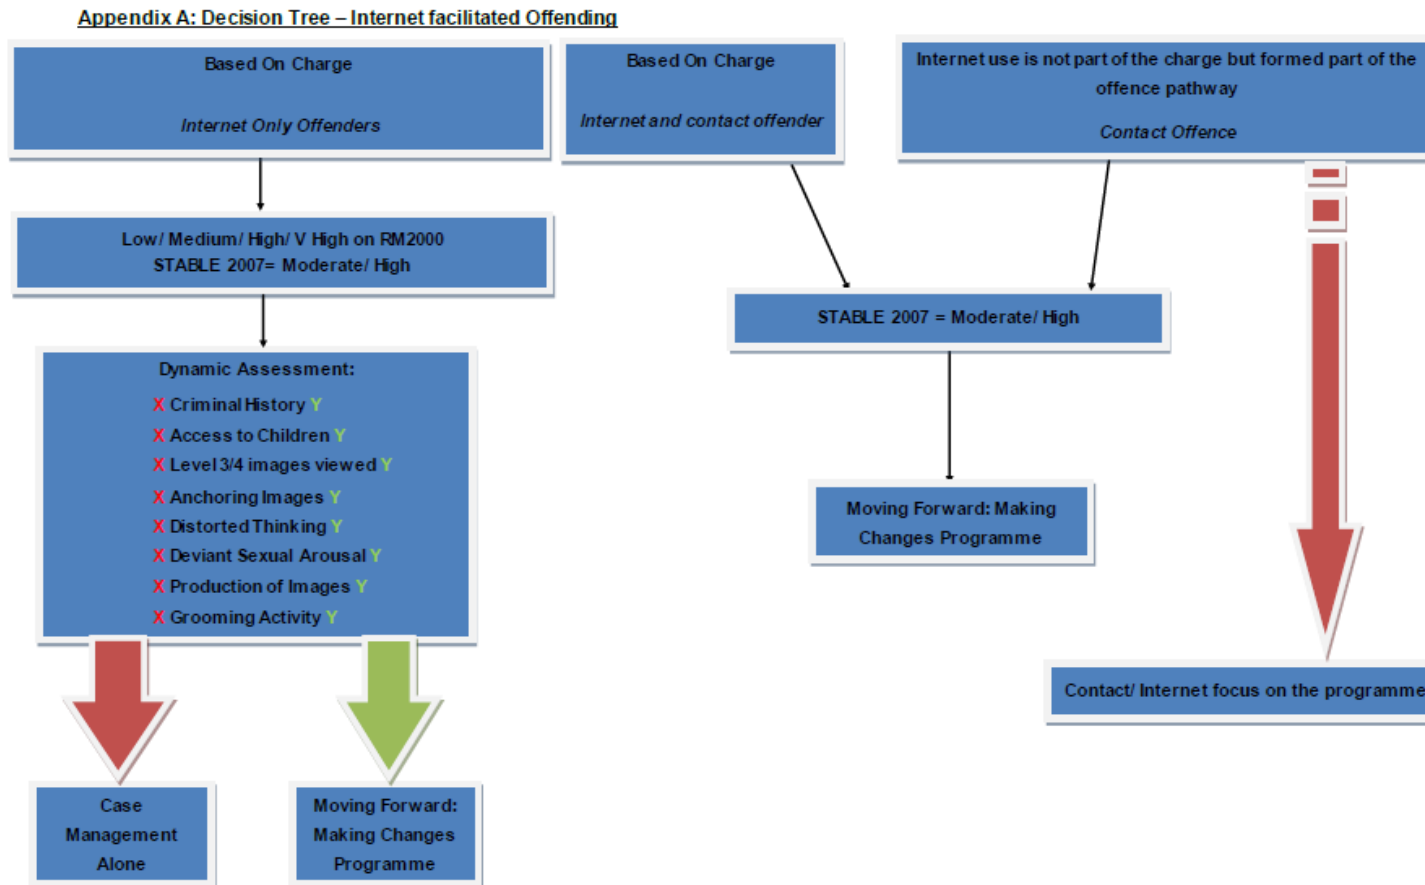 Appendix A: Decision Tree – Internet facilitated Offending
Based On Charge
Internet Only Offenders
Based On Charge
Internet and contact offender
Internet use is not part of the charge but formed part of the
offence pathway
Contact Offence
Low/ Medium/ High/ V High on RM2000
STABLE 2007= Moderate/ High
STABLE 2007 = Moderate/ High
Dynamic Assessment:
X Criminal History Y
X Access to Children Y
X Level 3/4 images viewed Y
X Anchoring Images Y
X Distorted Thinking Y
X Deviant Sexual Arousal Y
X Production of Images Y
X Grooming Activity Y
Moving Forward: Making
Changes Programme
Contact/ Internet focus on the programme
Case
Management
Alone
Moving Forward:
Making Changes
Programme